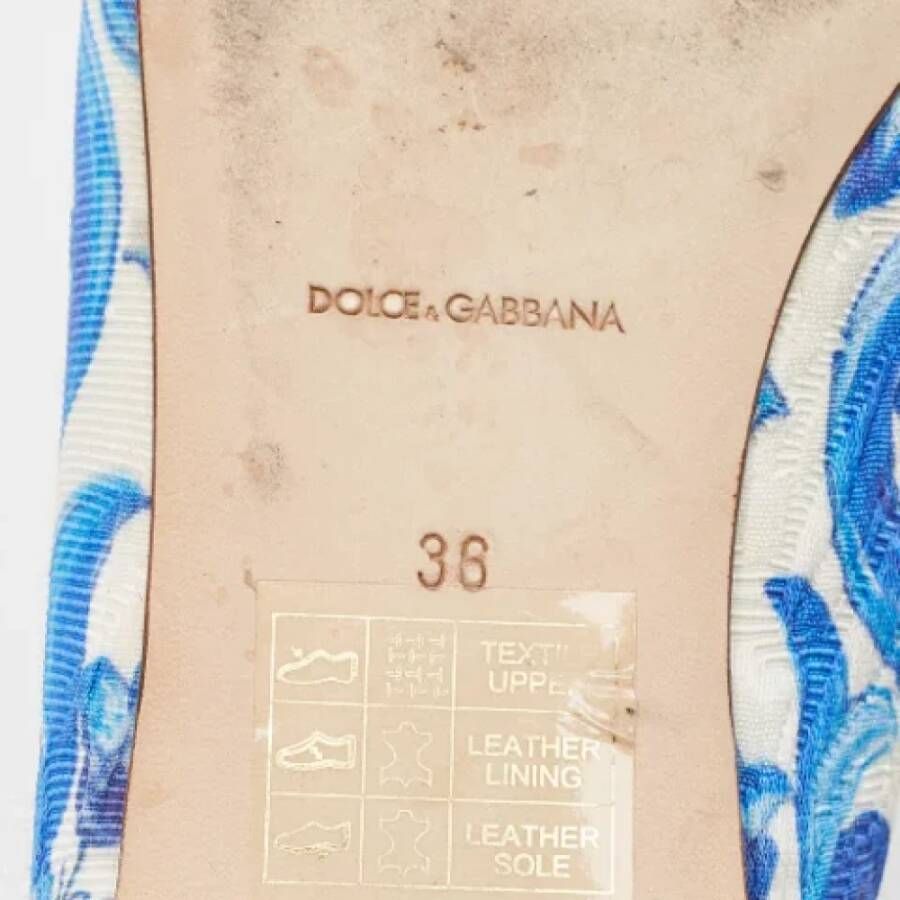 DOLCE & GABBANA
36
LEATHER
LINING
LEATHER
SOLE